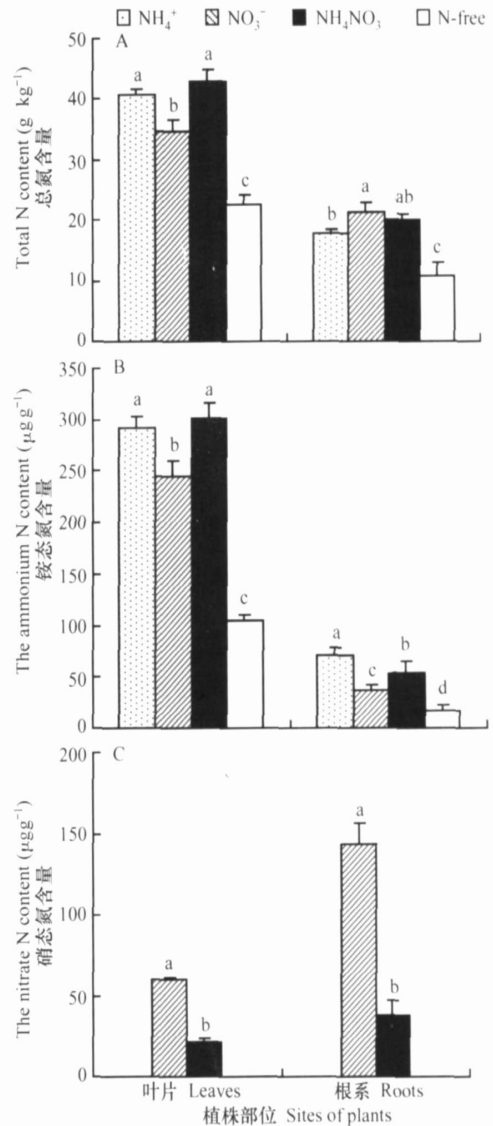 NH₄⁺ NO₃⁻ NH₄NO₃ N-free
A
Total N content (g kg⁻¹)
总氮含量
50
40
30
20
10
0
a b a c b a ab c
B
The ammonium N content (μgg⁻¹)
铵态氮含量
350
300
250
200
150
100
50
0
a b a c a c b d
C
The nitrate N content (μgg⁻¹)
硝态氮含量
200
150
100
50
0
a b a b
叶片 Leaves 根系 Roots
植株部位 Sites of plants